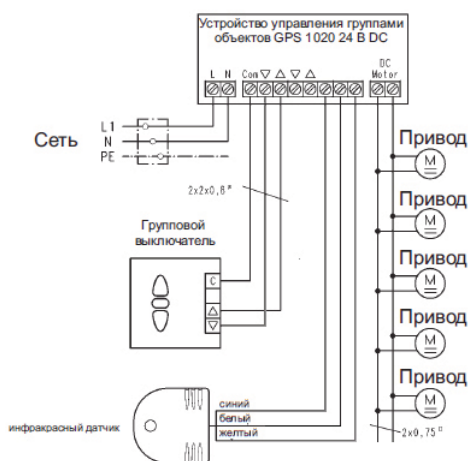 Устройство управления группами
объектов GPS 1020 24 В DC
DC
L N Com ▽ △ ▽ △ Motor
Сеть
L1
N
PE
Привод
M
2x2x0,6
Привод
M
Групповой
выключатель
C
△
▽
Привод
M
Привод
M
Привод
M
синий
белый
желтый
инфракрасный датчик
2x0,75